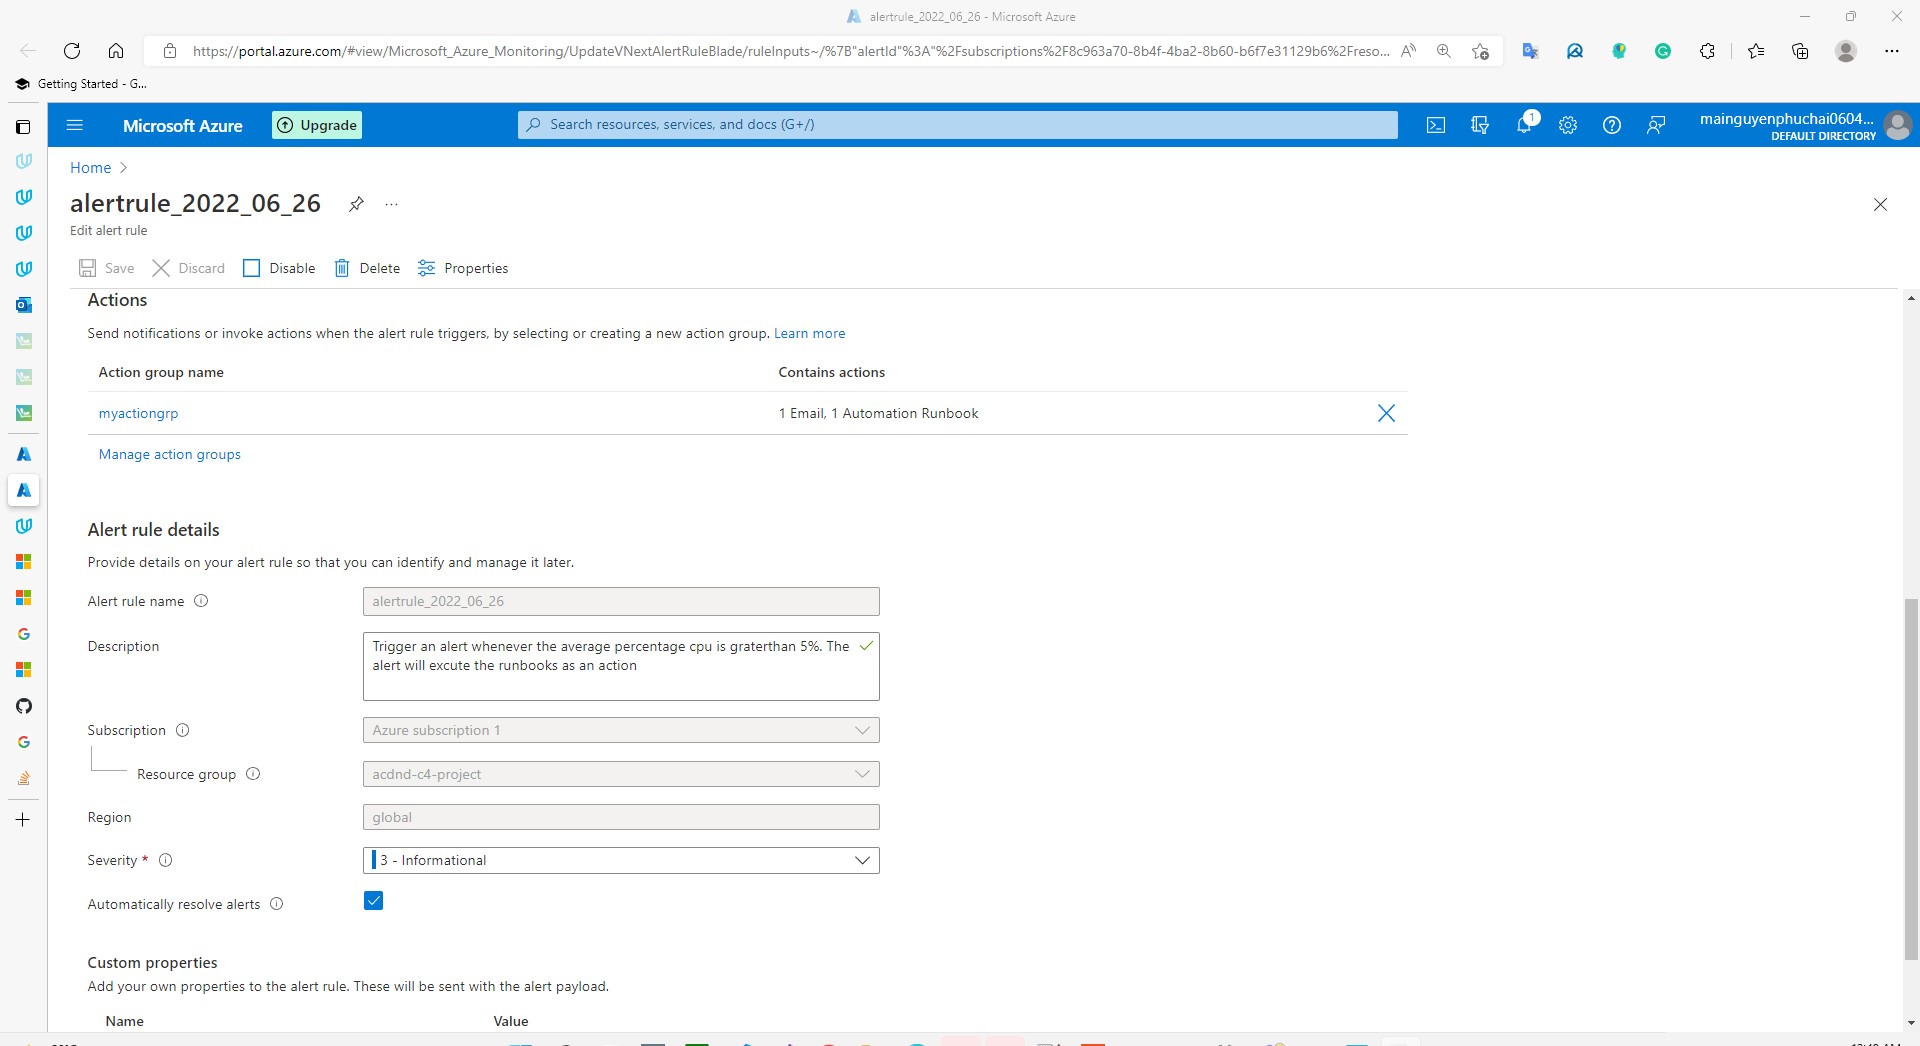 alertrule_2022_06_26 - Microsoft Azure
https://portal.azure.com/#view/Microsoft_Azure_Monitoring/UpdateVNextAlertRuleBlade/ruleInputs~/%7B"alertId"%3A"%2Fsubscriptions%2F8c963a70-8b4f-4ba2-8b60-b6f7e31129b6%2Freso...
Getting Started - G...
Microsoft Azure
Upgrade
Search resources, services, and docs (G+/)
1
mainguyenphuchai0604...
DEFAULT DIRECTORY
Home
alertrule_2022_06_26
...
Edit alert rule
Save
Discard
Disable
Delete
Properties
Actions
Send notifications or invoke actions when the alert rule triggers, by selecting or creating a new action group. Learn more
Action group name
Contains actions
myactiongrp
1 Email, 1 Automation Runbook
Manage action groups
Alert rule details
Provide details on your alert rule so that you can identify and manage it later.
Alert rule name
alertrule_2022_06_26
Description
Trigger an alert whenever the average percentage cpu is graterthan 5%. The
alert will excute the runbooks as an action
Subscription
Azure subscription 1
Resource group
acdnd-c4-project
Region
global
Severity *
3 - Informational
Automatically resolve alerts
Custom properties
Add your own properties to the alert rule. These will be sent with the alert payload.
Name
Value